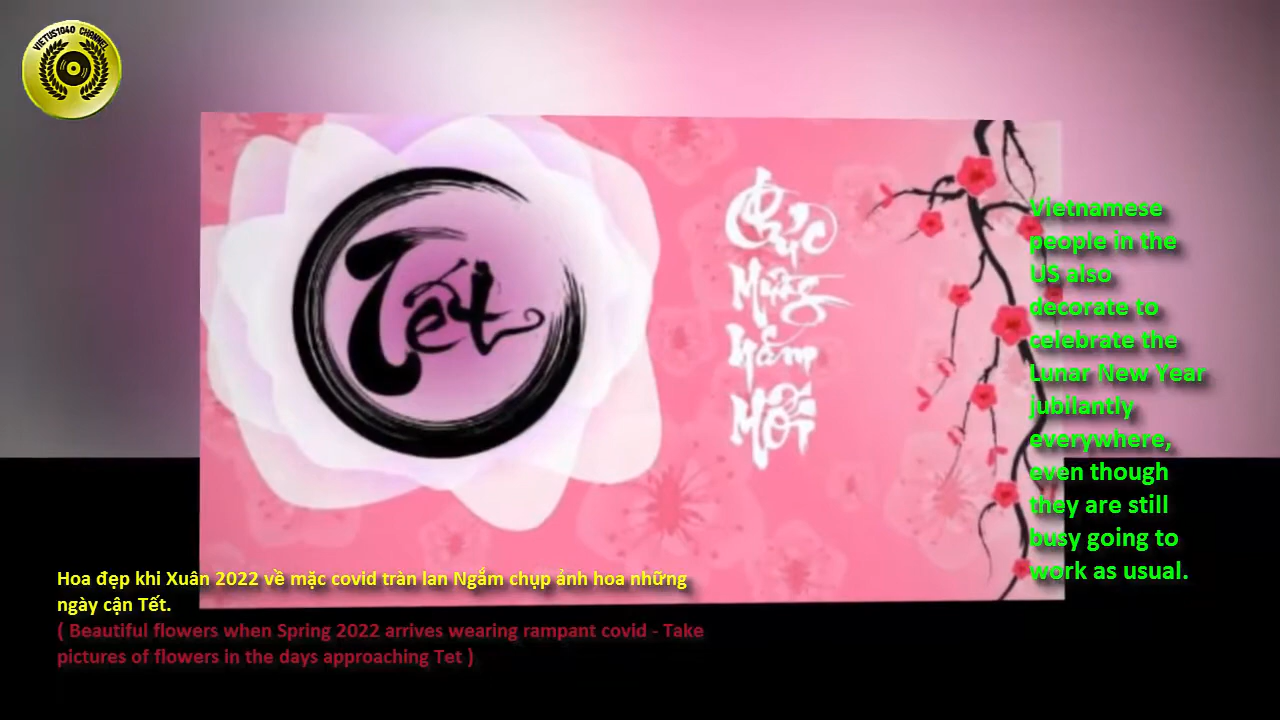 VIETUS1040 CHANNEL
Tết
Chúc
Mừng
Năm
Mới
Vietnamese
people in the
US also
decorate to
celebrate the
Lunar New Year
jubilantly
everywhere,
even though
they are still
busy going to
work as usual.
Hoa đẹp khi Xuân 2022 về mặc covid tràn lan Ngắm chụp ảnh hoa những
ngày cận Tết.
( Beautiful flowers when Spring 2022 arrives wearing rampant covid - Take
pictures of flowers in the days approaching Tet )